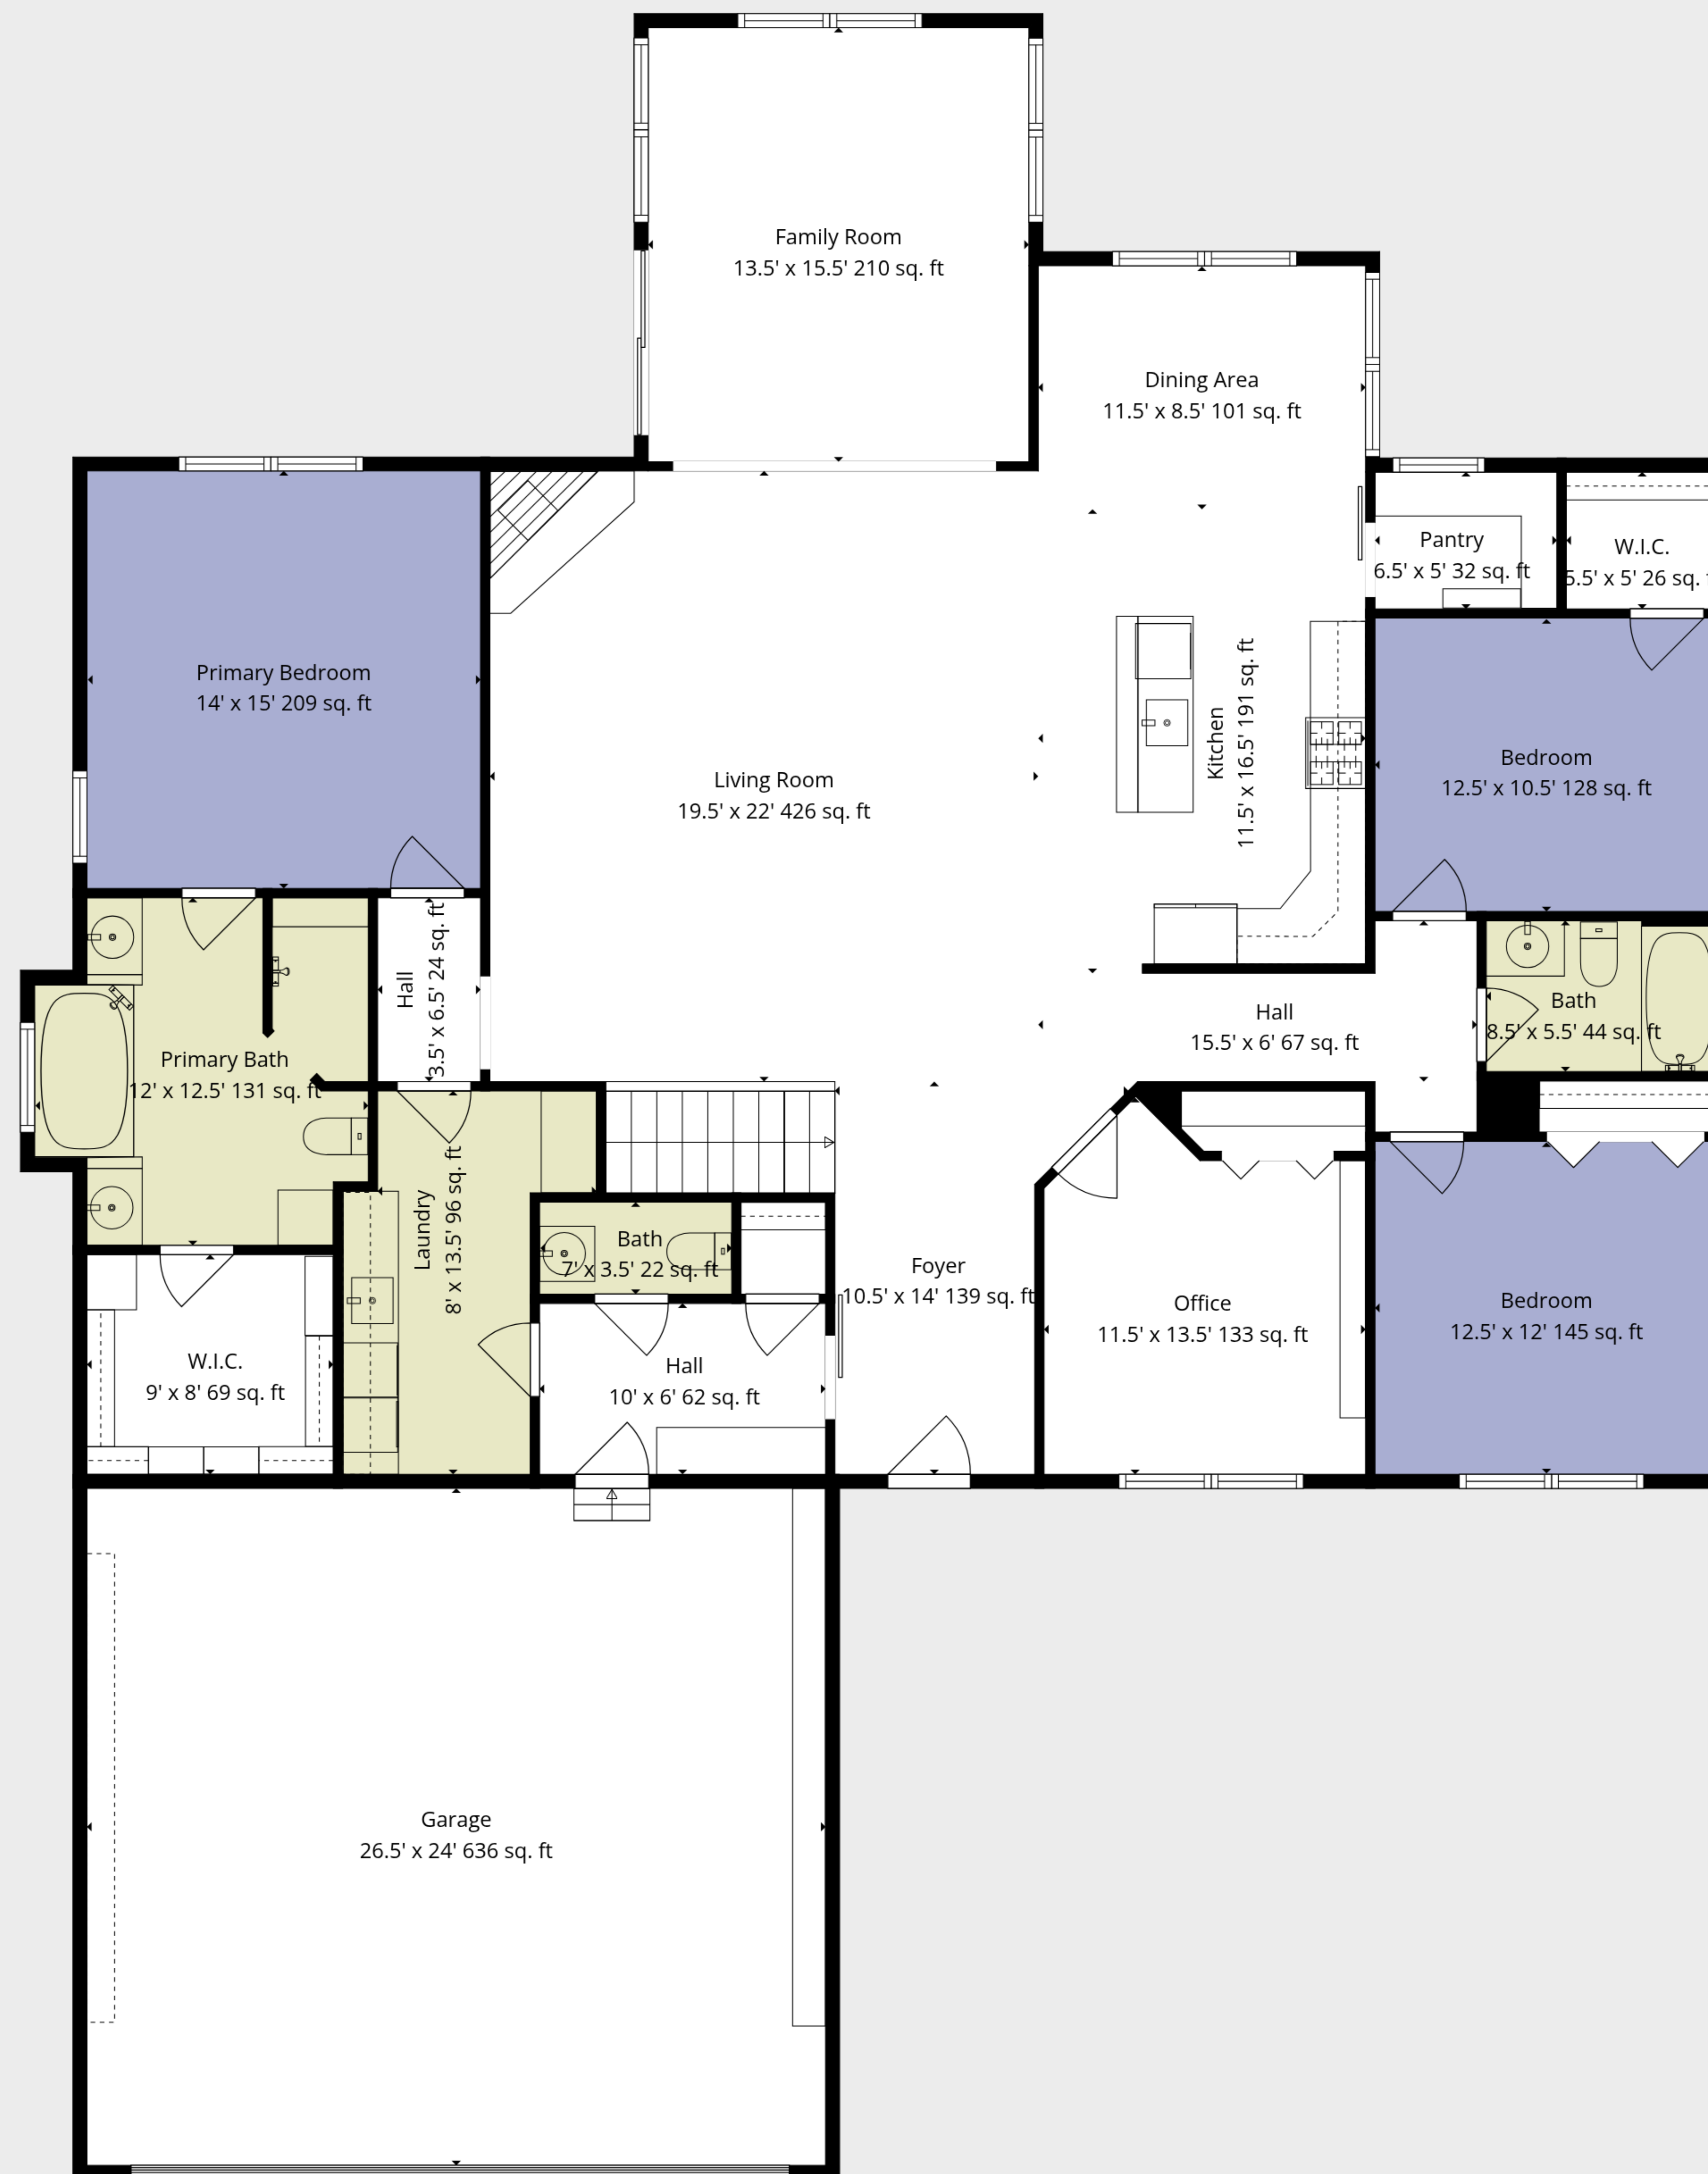 Family Room
13.5' x 15.5' 210 sq. ft
Dining Area
11.5' x 8.5' 101 sq. ft
Pantry
6.5' x 5' 32 sq. ft
W.I.C.
5.5' x 5' 26 sq.
Primary Bedroom
14' x 15' 209 sq. ft
Living Room
19.5' x 22' 426 sq. ft
Kitchen
11.5' x 16.5' 191 sq. ft
Bedroom
12.5' x 10.5' 128 sq. ft
Hall
3.5' x 6.5' 24 sq. ft
Primary Bath
12' x 12.5' 131 sq. ft
Hall
15.5' x 6' 67 sq. ft
Bath
8.5' x 5.5' 44 sq. ft
Laundry
8' x 13.5' 96 sq. ft
Bath
7' x 3.5' 22 sq. ft
Foyer
10.5' x 14' 139 sq. ft
Office
11.5' x 13.5' 133 sq. ft
Bedroom
12.5' x 12' 145 sq. ft
W.I.C.
9' x 8' 69 sq. ft
Hall
10' x 6' 62 sq. ft
Garage
26.5' x 24' 636 sq. ft